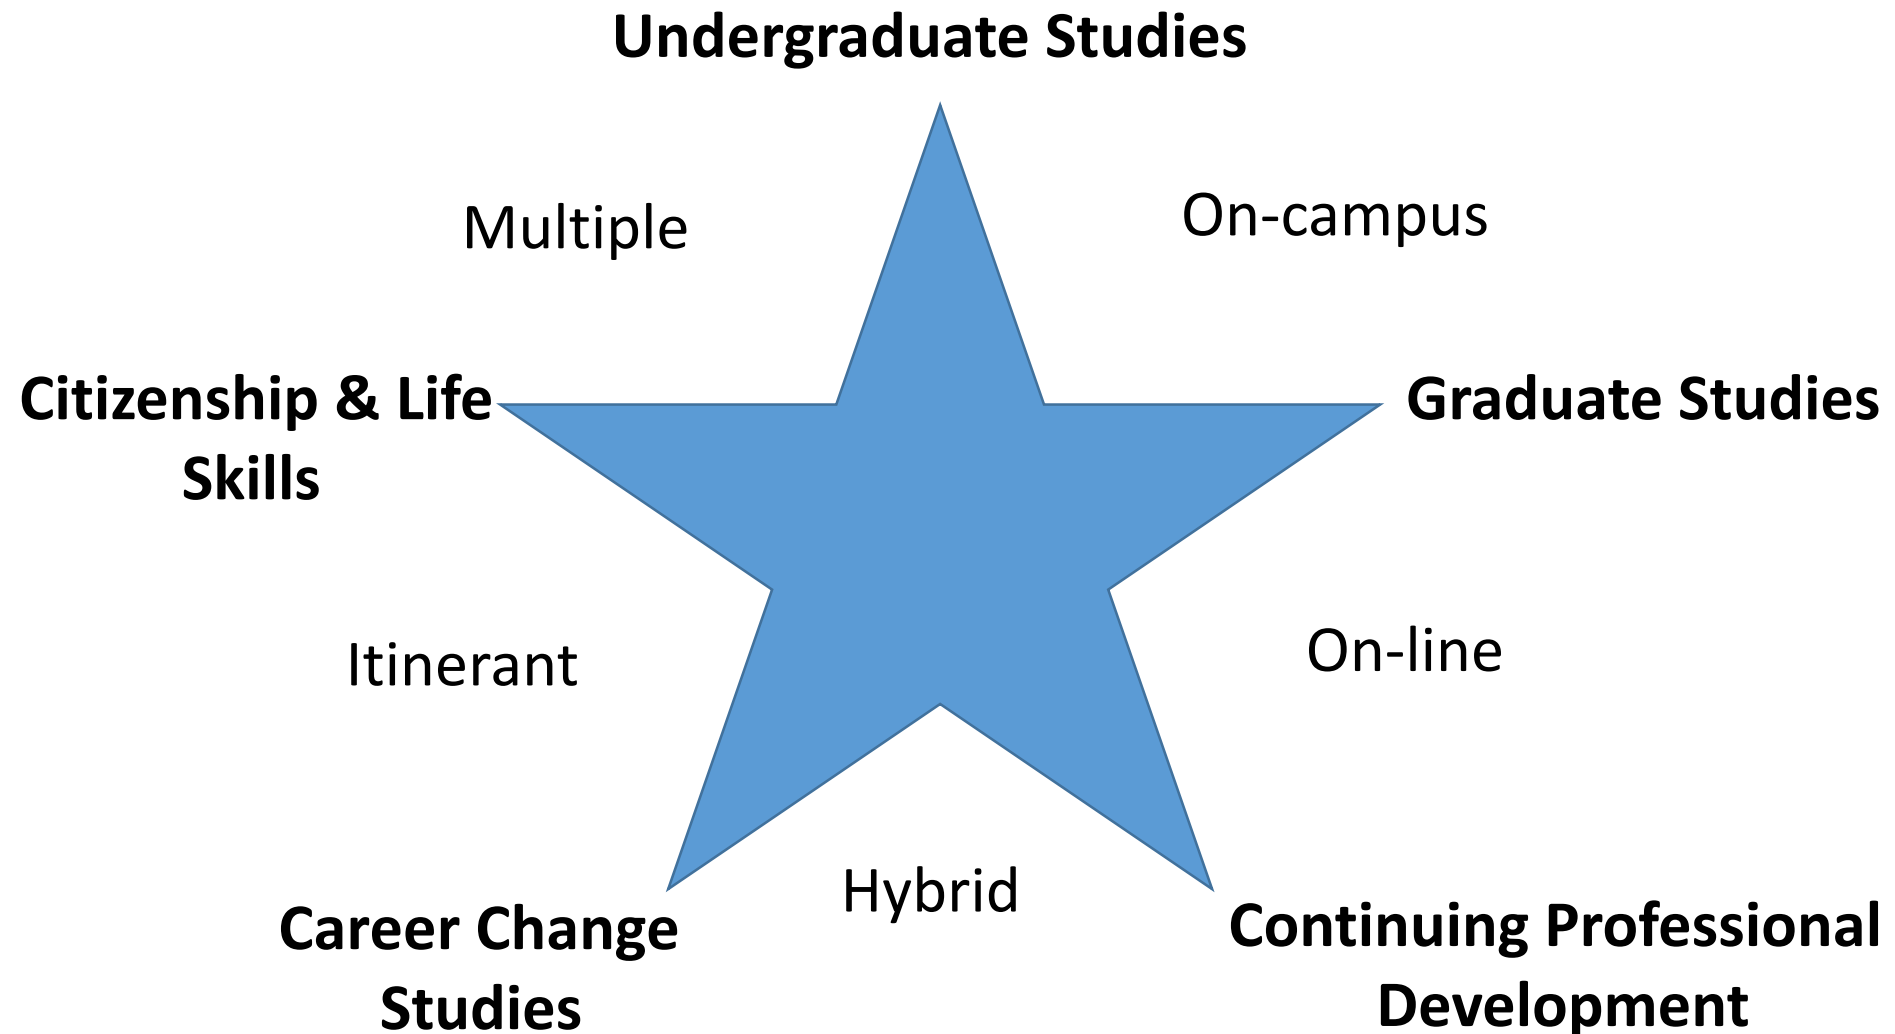 Undergraduate Studies
Multiple
On-campus
Citizenship & Life
Skills
Graduate Studies
Itinerant
On-line
Hybrid
Career Change
Studies
Continuing Professional
Development